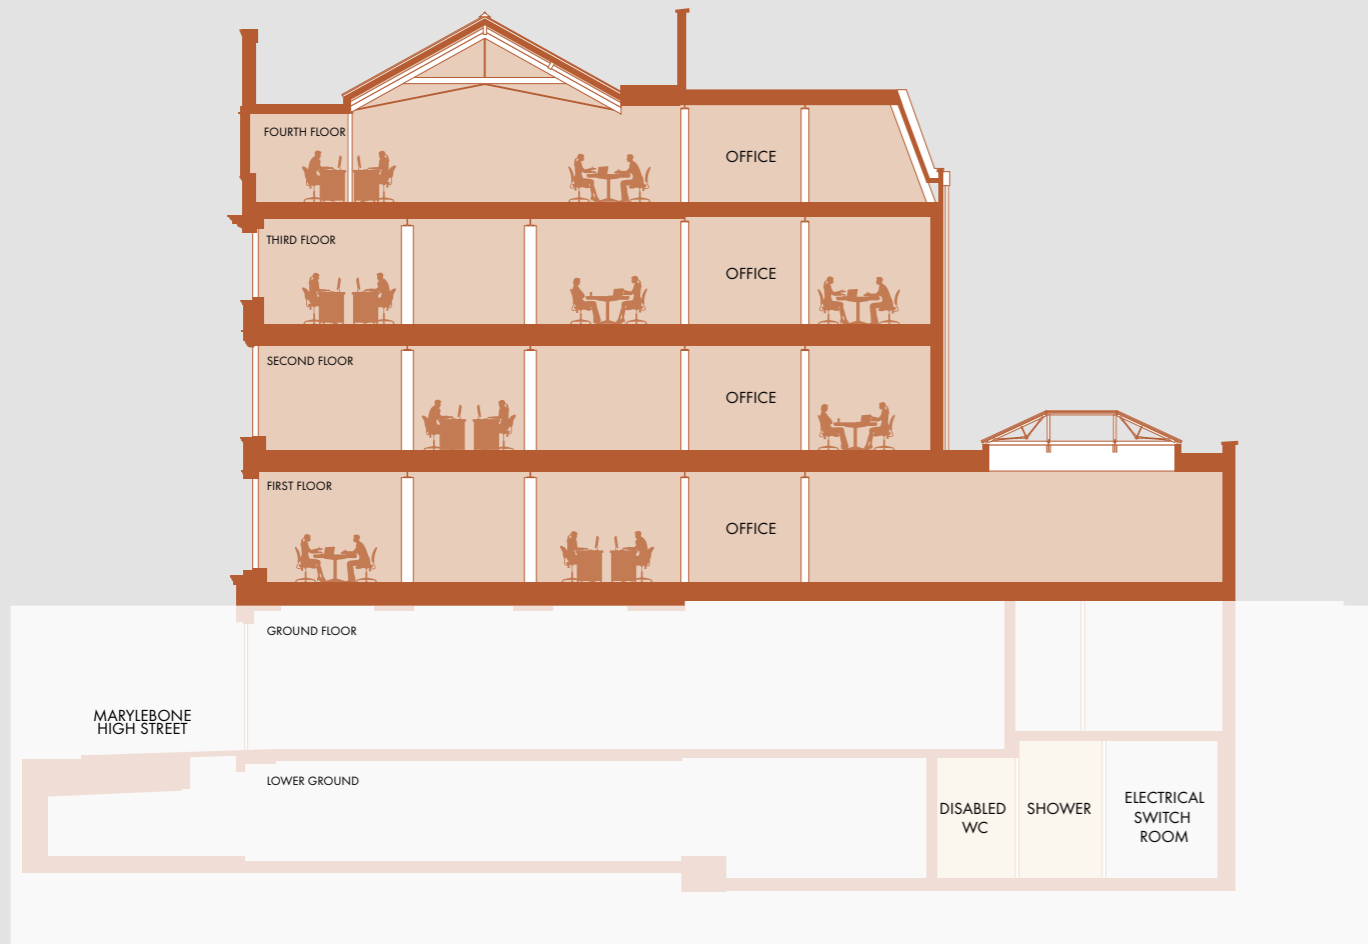 FOURTH FLOOR
OFFICE
THIRD FLOOR
OFFICE
SECOND FLOOR
OFFICE
FIRST FLOOR
OFFICE
GROUND FLOOR
MARYLEBONE
HIGH STREET
LOWER GROUND
DISABLED
WC
SHOWER
ELECTRICAL
SWITCH
ROOM